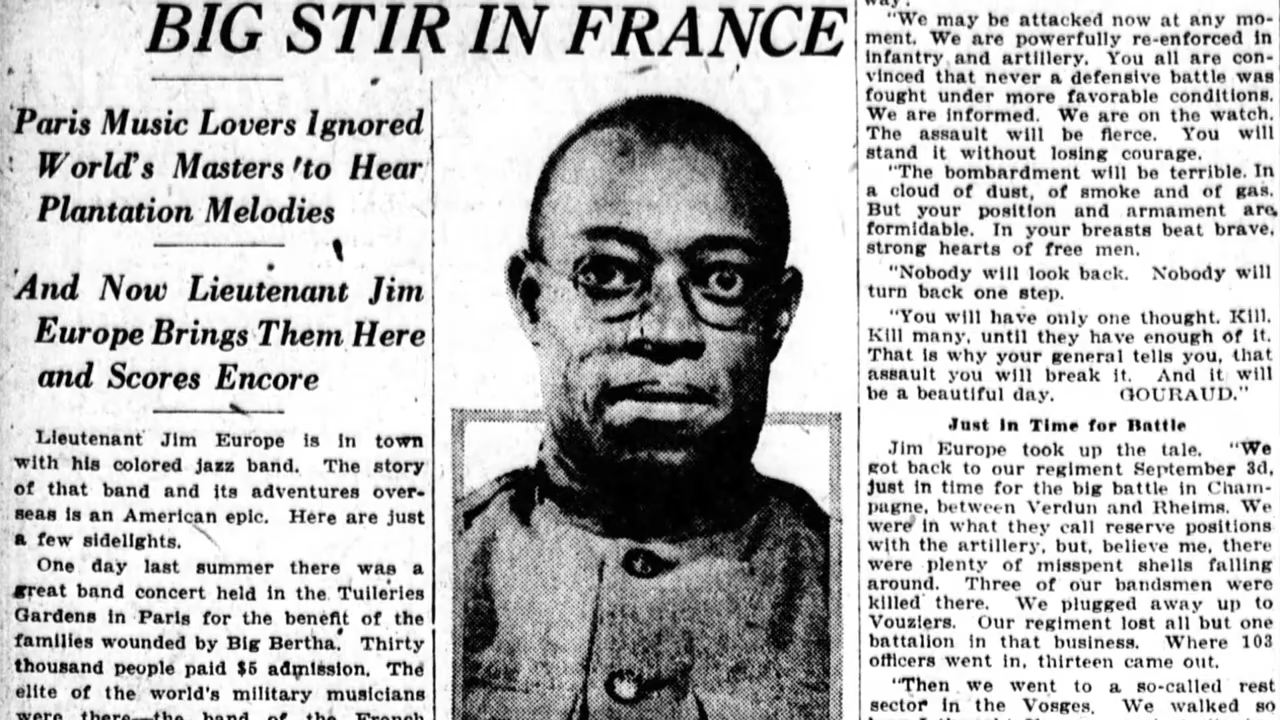 BIG STIR IN FRANCE
Paris Music Lovers Ignored
World's Masters to Hear
Plantation Melodies
And Now Lieutenant Jim
Europe Brings Them Here
and Scores Encore
Lieutenant Jim Europe is in town
with his colored jazz band. The story
of that band and its adventures over-
seas is an American epic. Here are just
a few sidelights.
One day last summer there was a
great band concert held in the Tuileries
Gardens in Paris for the benefit of the
families wounded by Big Bertha. Thirty
thousand people paid $5 admission. The
elite of the world's military musicians
were there—the band of the French
way.
"We may be attacked now at any mo-
ment. We are powerfully re-enforced in
infantry and artillery. You all are con-
vinced that never a defensive battle was
fought under more favorable conditions.
We are informed. We are on the watch.
The assault will be fierce. You will
stand it without losing courage.
"The bombardment will be terrible. In
a cloud of dust, of smoke and of gas.
But your position and armament are
formidable. In your breasts beat brave,
strong hearts of free men.
"Nobody will look back. Nobody will
turn back one step.
"You will have only one thought. Kill.
Kill many, until they have enough of it.
That is why your general tells you, that
assault you will break it. And it will
be a beautiful day. GOURAUD."
Just in Time for Battle
Jim Europe took up the tale. "We
got back to our regiment September 3d,
just in time for the big battle in Cham-
pagne, between Verdun and Rheims. We
were in what they call reserve positions
with the artillery, but, believe me, there
were plenty of misspent shells falling
around. Three of our bandsmen were
killed there. We plugged away up to
Vouziers. Our regiment lost all but one
battalion in that business. Where 103
officers went in, thirteen came out.
"Then we went to a so-called rest
sector in the Vosges. We walked so